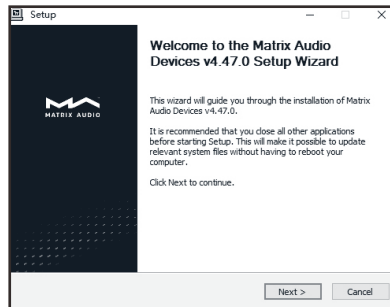 Setup
Welcome to the Matrix Audio
Devices v4.47.0 Setup Wizard
MATRIX AUDIO
This wizard will guide you through the installation of Matrix
Audio Devices v4.47.0.
It is recommended that you close all other applications
before starting Setup. This will make it possible to update
relevant system files without having to reboot your
computer.
Click Next to continue.
Next >
Cancel